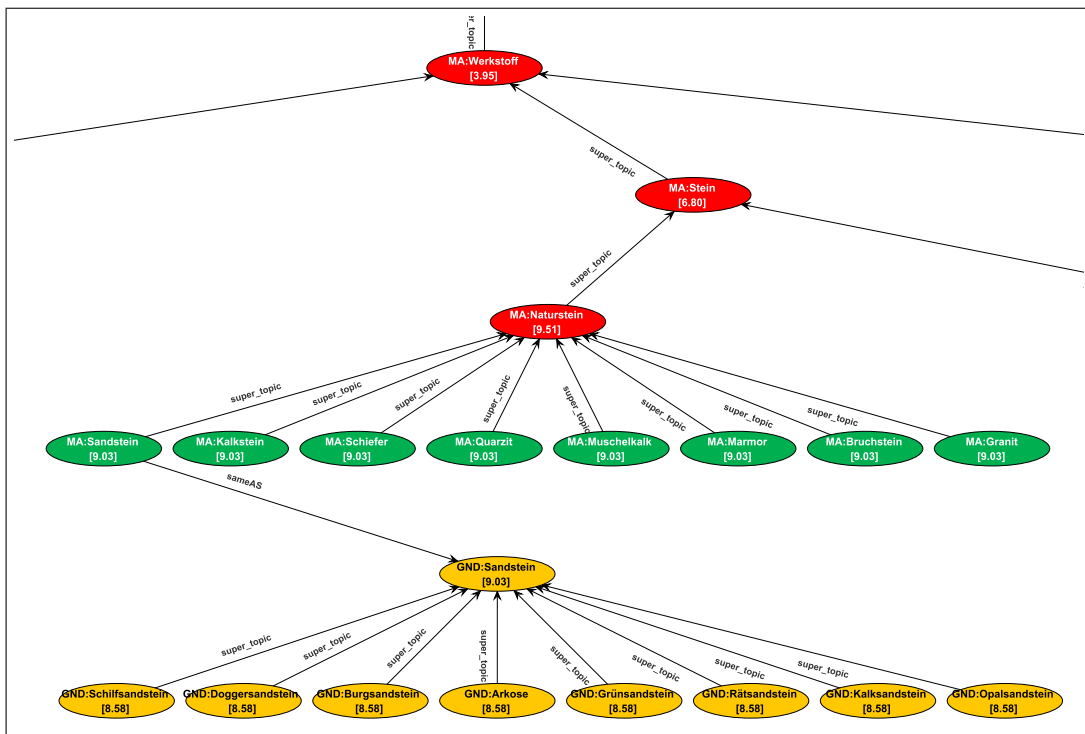 er_topic
MA:Werkstoff
[3.95]
super_topic
MA:Stein
[6.80]
super_topic
MA:Naturstein
[9.51]
super_topic super_topic super_topic super_topic super_topic super_topic super_topic super_topic
MA:Sandstein MA:Kalkstein MA:Schiefer MA:Quarzit MA:Muschelkalk MA:Marmor MA:Bruchstein MA:Granit
[9.03] [9.03] [9.03] [9.03] [9.03] [9.03] [9.03] [9.03]
sameAS
GND:Sandstein
[9.03]
super_topic super_topic super_topic super_topic super_topic super_topic super_topic super_topic
GND:Schilfsandstein GND:Doggersandstein GND:Burgsandstein GND:Arkose GND:Grünsandstein GND:Rätsandstein GND:Kalksandstein GND:Opalsandstein
[8.58] [8.58] [8.58] [8.58] [8.58] [8.58] [8.58] [8.58]